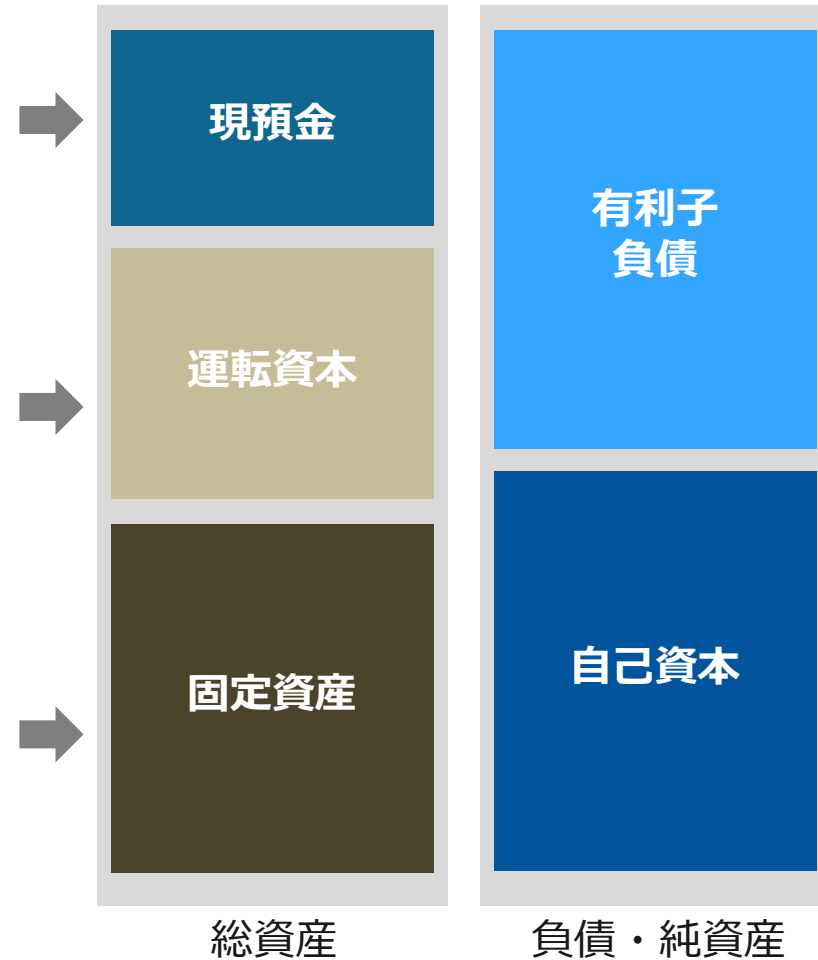 現預金
運転資本
固定資産
総資産
有利子
負債
自己資本
負債・純資産